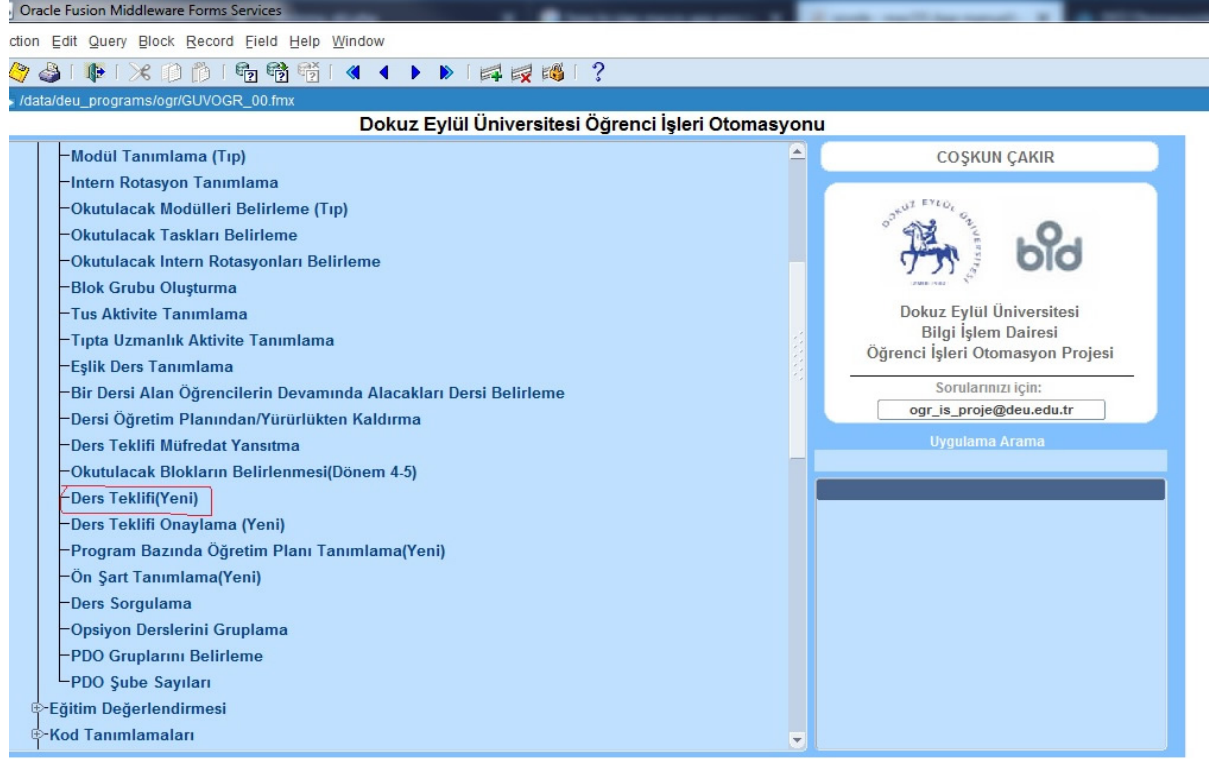 Oracle Fusion Middleware Forms Services
ction Edit Query Block Record Field Help Window
/data/deu_programs/ogr/GUVOGR_00.fmx
Dokuz Eylül Üniversitesi Öğrenci İşleri Otomasyonu
Modül Tanımlama (Tıp)
Intern Rotasyon Tanımlama
Okutulacak Modülleri Belirleme (Tıp)
Okutulacak Taskları Belirleme
Okutulacak Intern Rotasyonları Belirleme
Blok Grubu Oluşturma
Tus Aktivite Tanımlama
Tıpta Uzmanlık Aktivite Tanımlama
Eşlik Ders Tanımlama
Bir Dersi Alan Öğrencilerin Devamında Alacakları Dersi Belirleme
Dersi Öğretim Planından/Yürürlükten Kaldırma
Ders Teklifi Müfredat Yansıtma
Okutulacak Blokların Belirlenmesi(Dönem 4-5)
Ders Teklifi(Yeni)
Ders Teklifi Onaylama (Yeni)
Program Bazında Öğretim Planı Tanımlama(Yeni)
Ön Şart Tanımlama(Yeni)
Ders Sorgulama
Opsiyon Derslerini Gruplama
PDO Gruplarını Belirleme
PDO Şube Sayıları
Eğitim Değerlendirmesi
Kod Tanımlamaları
COŞKUN ÇAKIR
DOKUZ EYLÜL ÜNİVERSİTESİ
bid
Dokuz Eylül Üniversitesi
Bilgi İşlem Dairesi
Öğrenci İşleri Otomasyon Projesi
Sorularınızı için:
ogr_is_proje@deu.edu.tr
Uygulama Arama